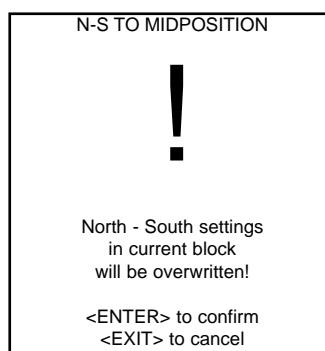 N-S TO MIDPOSITION
!
North - South settings
in current block
will be overwritten!
<ENTER> to confirm
<EXIT> to cancel